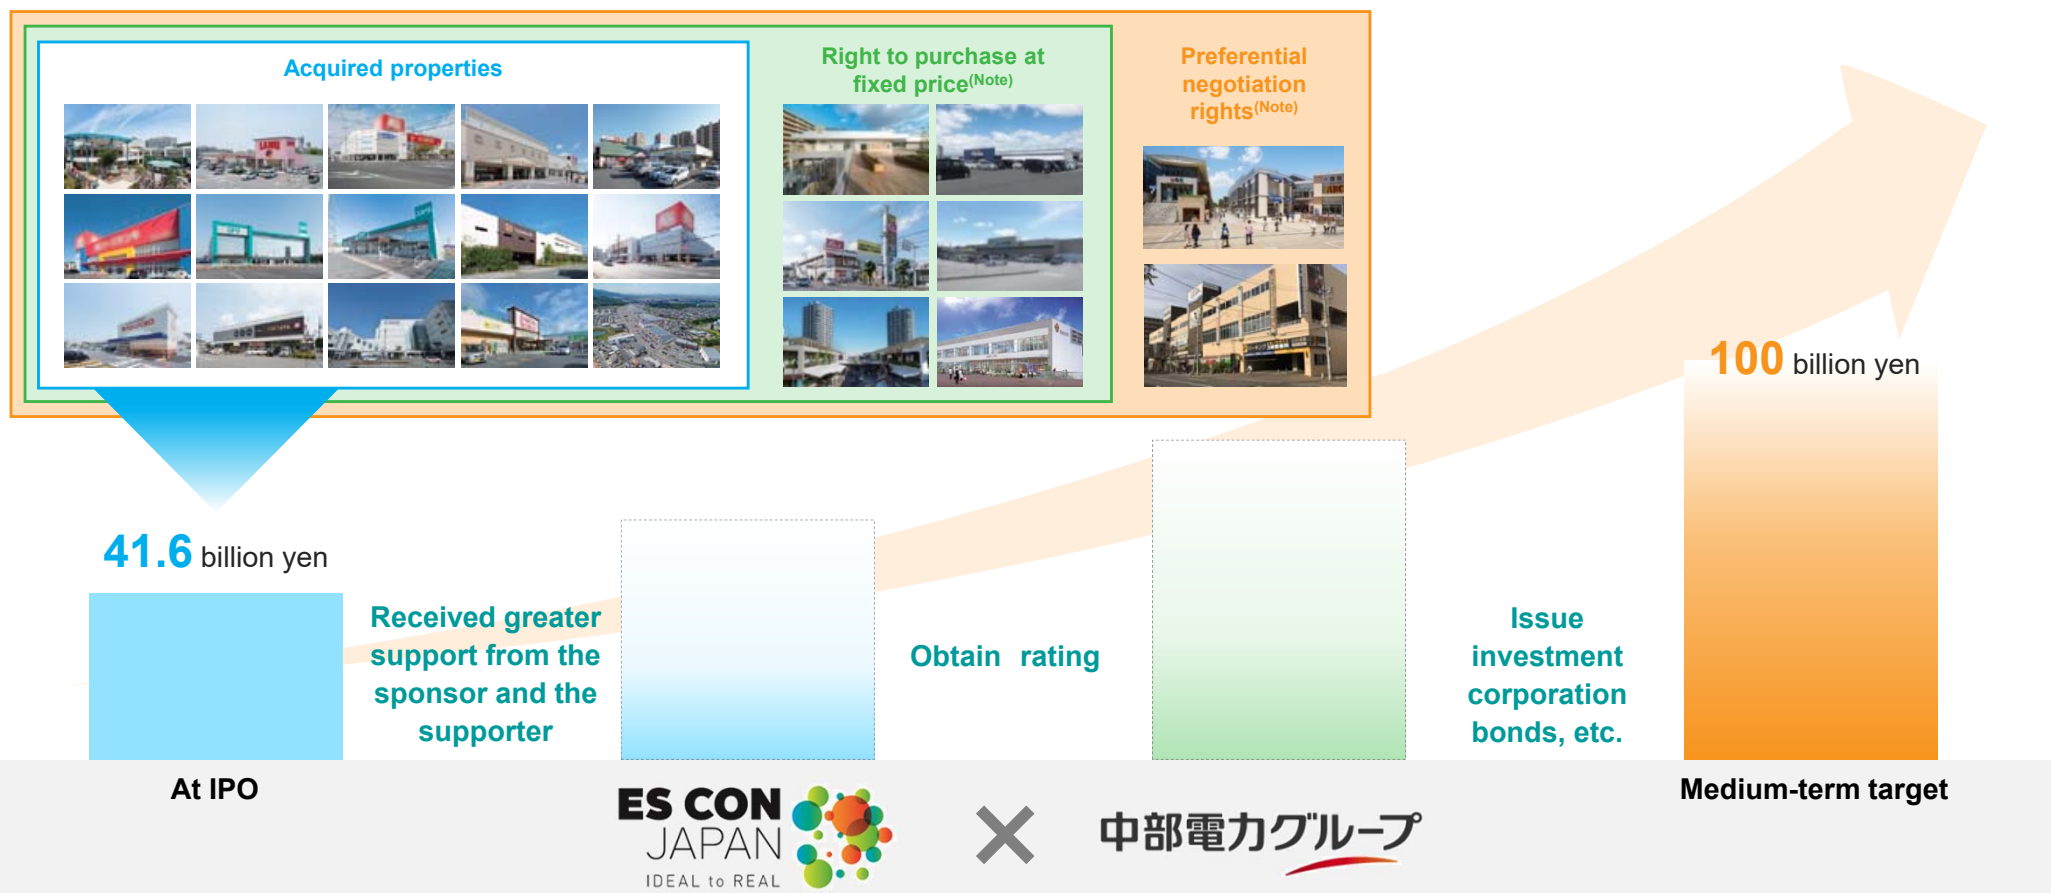 Acquired properties
Right to purchase at
fixed price(Note)
Preferential
negotiation
rights(Note)
LAMU
ABC
100 billion yen
41.6 billion yen
Received greater
support from the
sponsor and the
supporter
Obtain rating
Issue
investment
corporation
bonds, etc.
At IPO
Medium-term target
ES CON
JAPAN
IDEAL to REAL
×
中部電力グループ